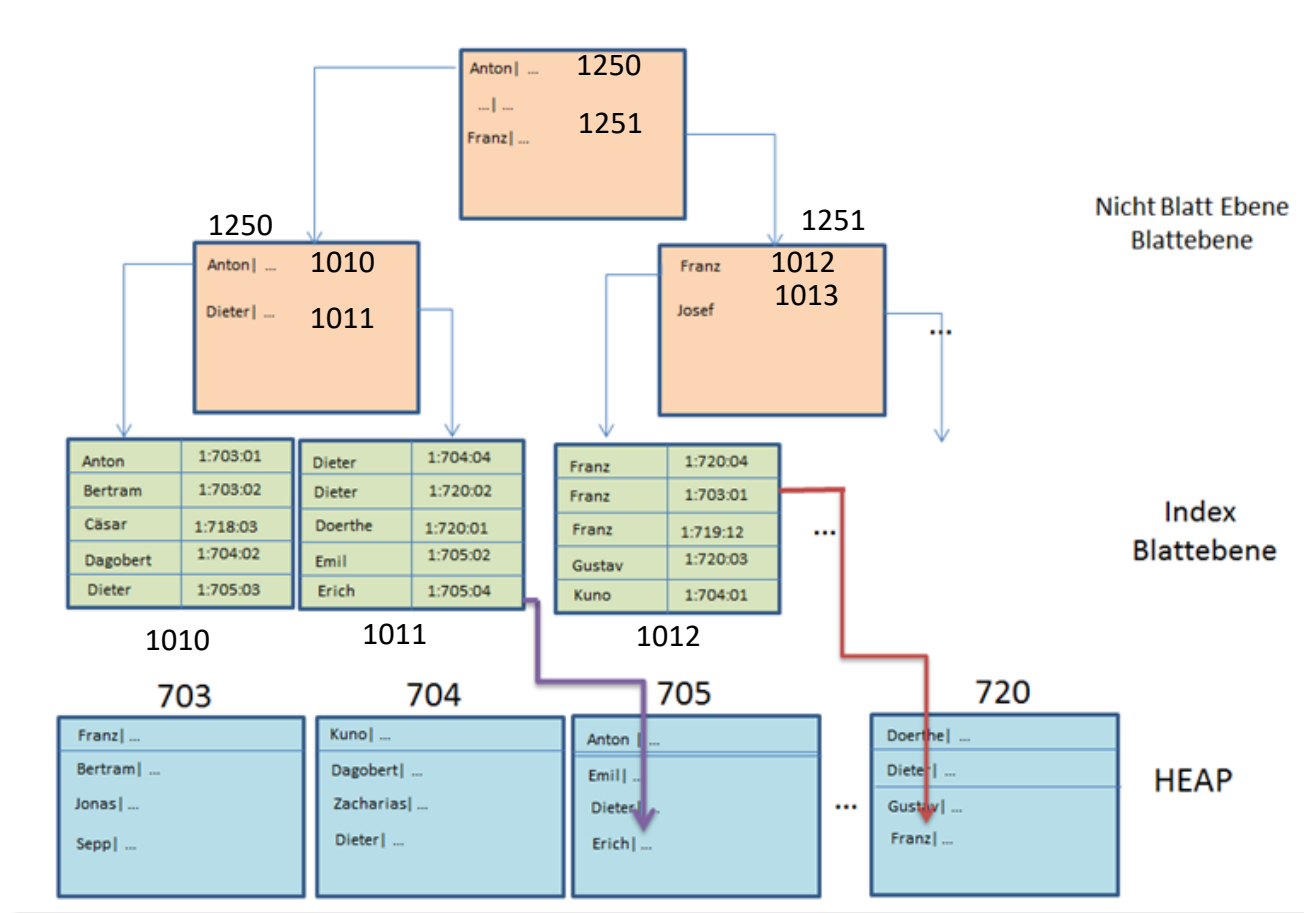 Anton| ... 1250
...| ...
Franz| ... 1251
Nicht Blatt Ebene
Blattebene
1250
Anton| ... 1010
Dieter| ... 1011
1251
Franz 1012
Josef 1013
...
Anton 1:703:01
Bertram 1:703:02
Cäsar 1:718:03
Dagobert 1:704:02
Dieter 1:705:03
1010
Dieter 1:704:04
Dieter 1:720:02
Doerthe 1:720:01
Emil 1:705:02
Erich 1:705:04
1011
Franz 1:720:04
Franz 1:703:01
Franz 1:719:12
Gustav 1:720:03
Kuno 1:704:01
1012
...
Index
Blattebene
703
Franz| ...
Bertram| ...
Jonas| ...
Sepp| ...
704
Kuno| ...
Dagobert| ...
Zacharias| ...
Dieter| ...
705
Anton | ...
Emil| ...
Dieter| ...
Erich| ...
...
720
Doerthe| ...
Dieter| ...
Gustav| ...
Franz| ...
HEAP